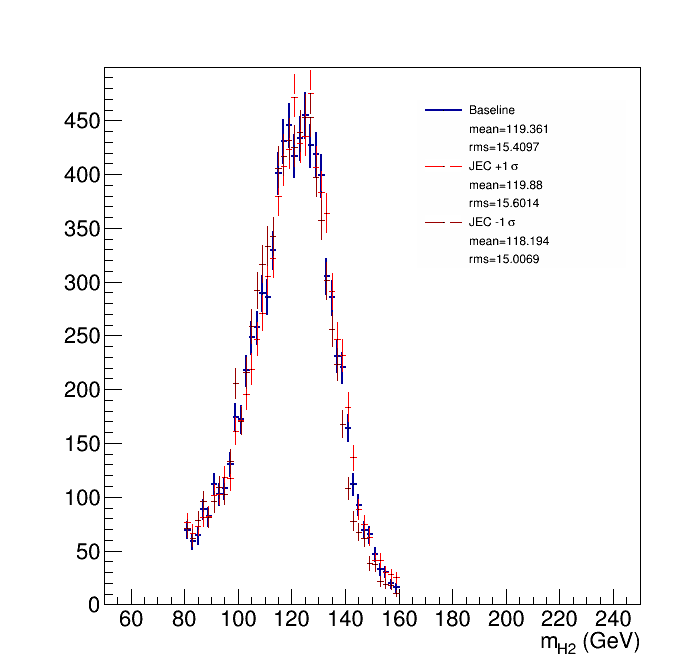 Baseline
mean=119.361
rms=15.4097
JEC +1 σ
mean=119.88
rms=15.6014
JEC -1 σ
mean=118.194
rms=15.0069
450
400
350
300
250
200
150
100
50
0
60 80 100 120 140 160 180 200 220 240
mH2 (GeV)